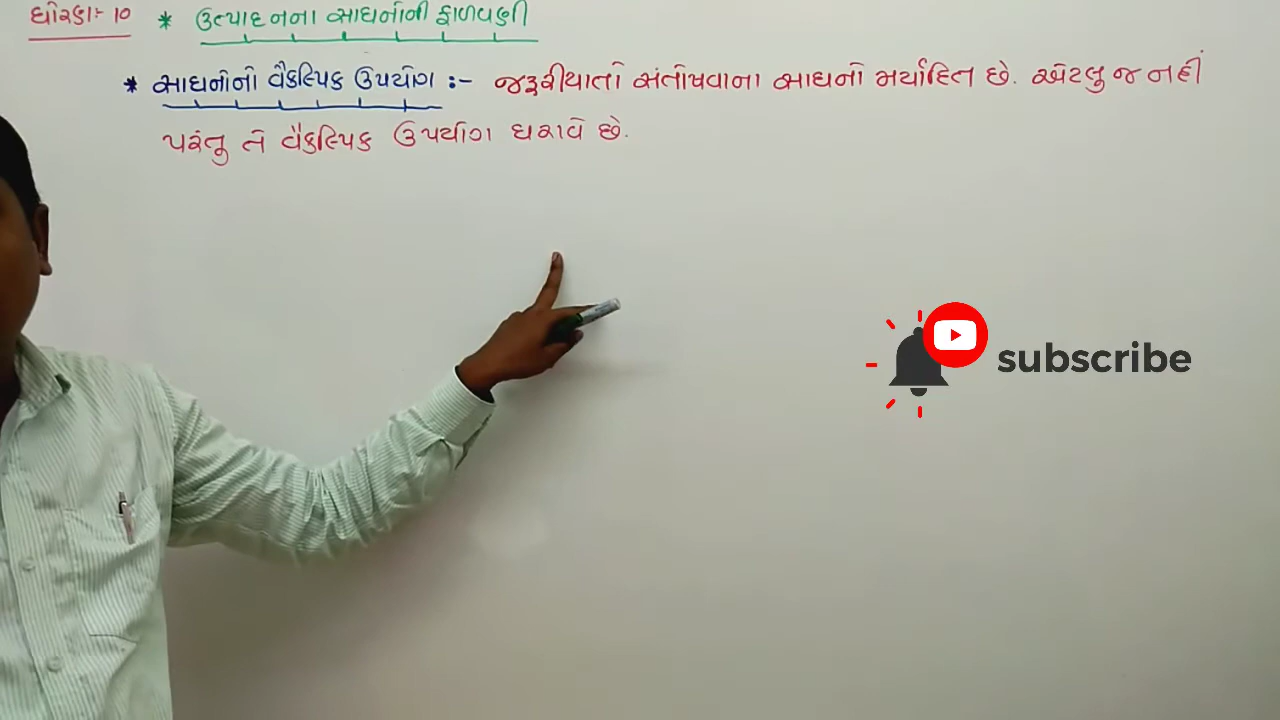 ધોરણ:- 10 * ઉત્પાદનના સાધનોની ફાળવણી
* સાધનોનો વૈકલ્પિક ઉપયોગ :- જરૂરીયાતો સંતોષવાના સાધનો મર્યાદિત છે. એટલુ જ નહીં
પરંતુ તે વૈકલ્પિક ઉપયોગ ધરાવે છે.
subscribe